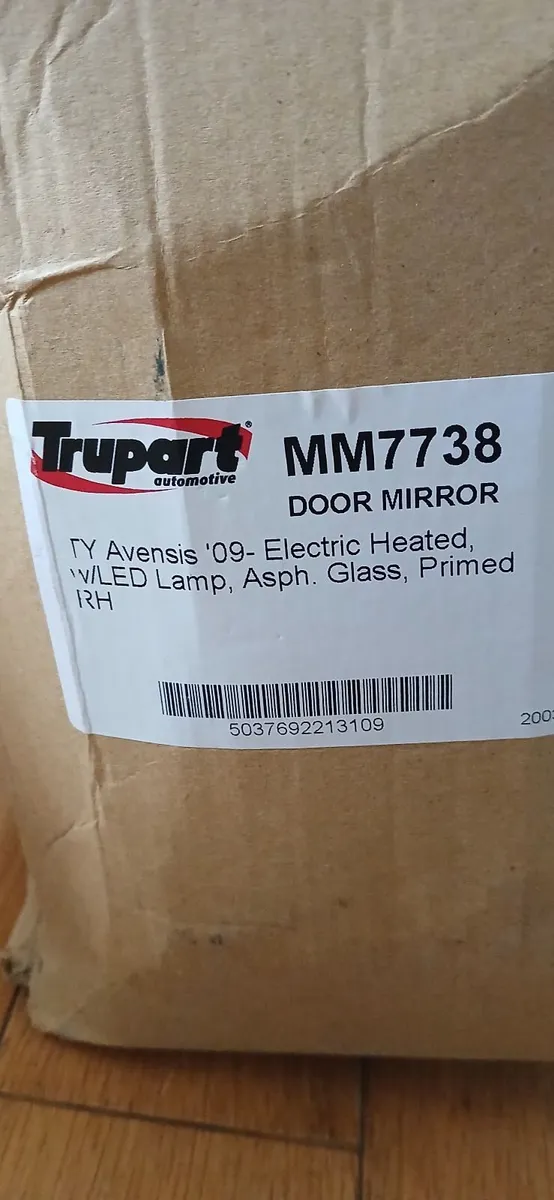 Trupart®
automotive
MM7738
DOOR MIRROR
TY Avensis '09- Electric Heated,
w/LED Lamp, Asph. Glass, Primed
RH
5037692213109